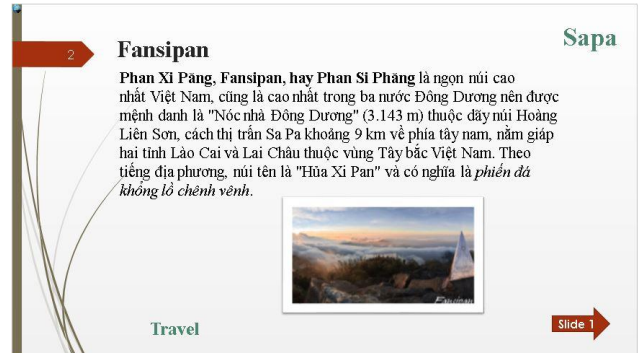 Sapa
2
Fansipan
Phan Xi Păng, Fansipan, hay Phan Si Phăng là ngọn núi cao
nhất Việt Nam, cũng là cao nhất trong ba nước Đông Dương nên được
mệnh danh là "Nóc nhà Đông Dương" (3.143 m) thuộc dãy núi Hoàng
Liên Sơn, cách thị trấn Sa Pa khoảng 9 km về phía tây nam, nằm giáp
hai tỉnh Lào Cai và Lai Châu thuộc vùng Tây bắc Việt Nam. Theo
tiếng địa phương, núi tên là "Hủa Xi Pan" và có nghĩa là phiến đá
khổng lồ chênh vênh.
Fansipan
Travel
Slide 1